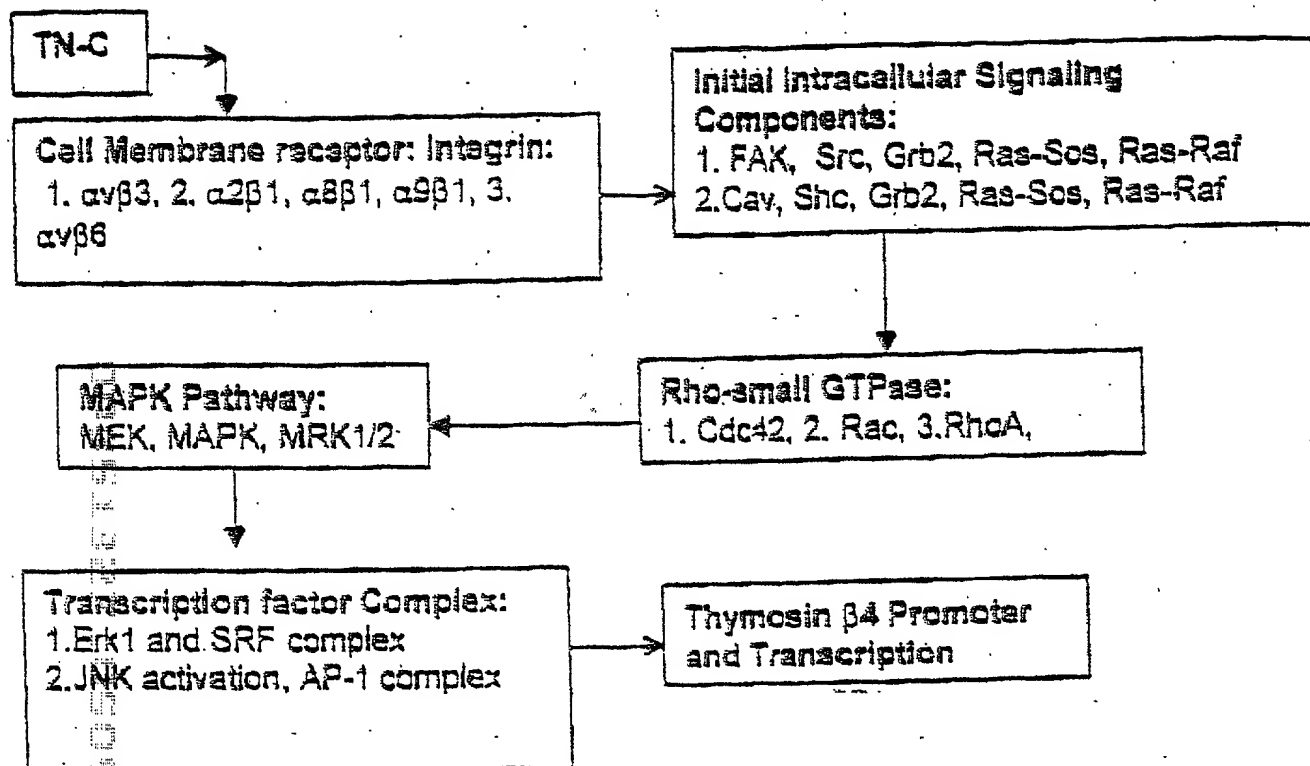 TN-C
Cell Membrane receptor: Integrin:
1. αvβ3, 2. α2β1, α8β1, α9β1, 3.
αvβ6
Initial Intracallular Signaling
Components:
1. FAK, Src, Grb2, Ras-Sos, Ras-Raf
2.Cav, Shc, Grb2, Ras-Sos, Ras-Raf
Rho-small GTPase:
1. Cdc42, 2. Rac, 3.RhoA,
MAPK Pathway:
MEK, MAPK, MRK1/2
Transcription factor Complex:
1.Erk1 and SRF complex
2.JNK activation, AP-1 complex
Thymosin β4 Promoter
and Transcription